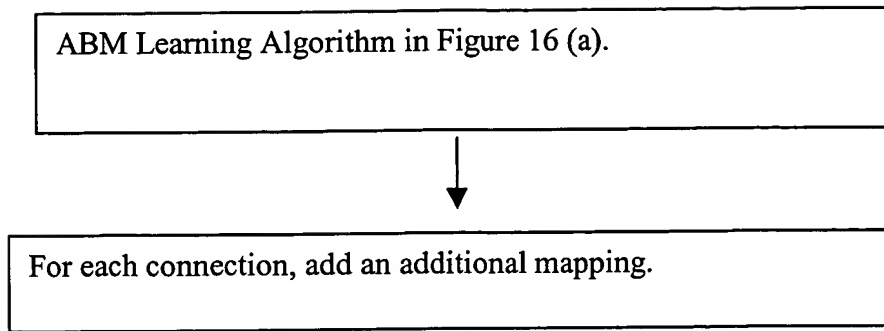 ABM Learning Algorithm in Figure 16 (a).
For each connection, add an additional mapping.